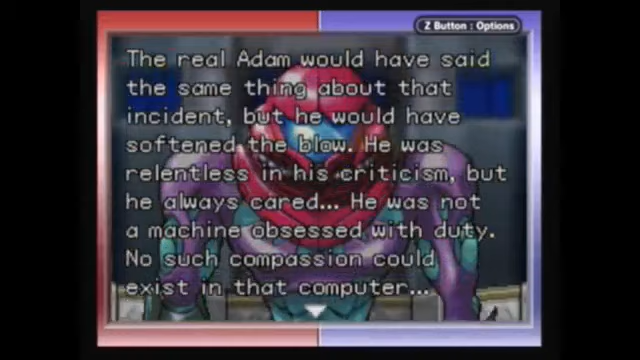 Z Button : Options
The real Adam would have said
the same thing about that
incident, but he would have
softened the blow. He was
relentless in his criticism, but
he always cared... He was not
a machine obsessed with duty.
No such compassion could
exist in that computer...